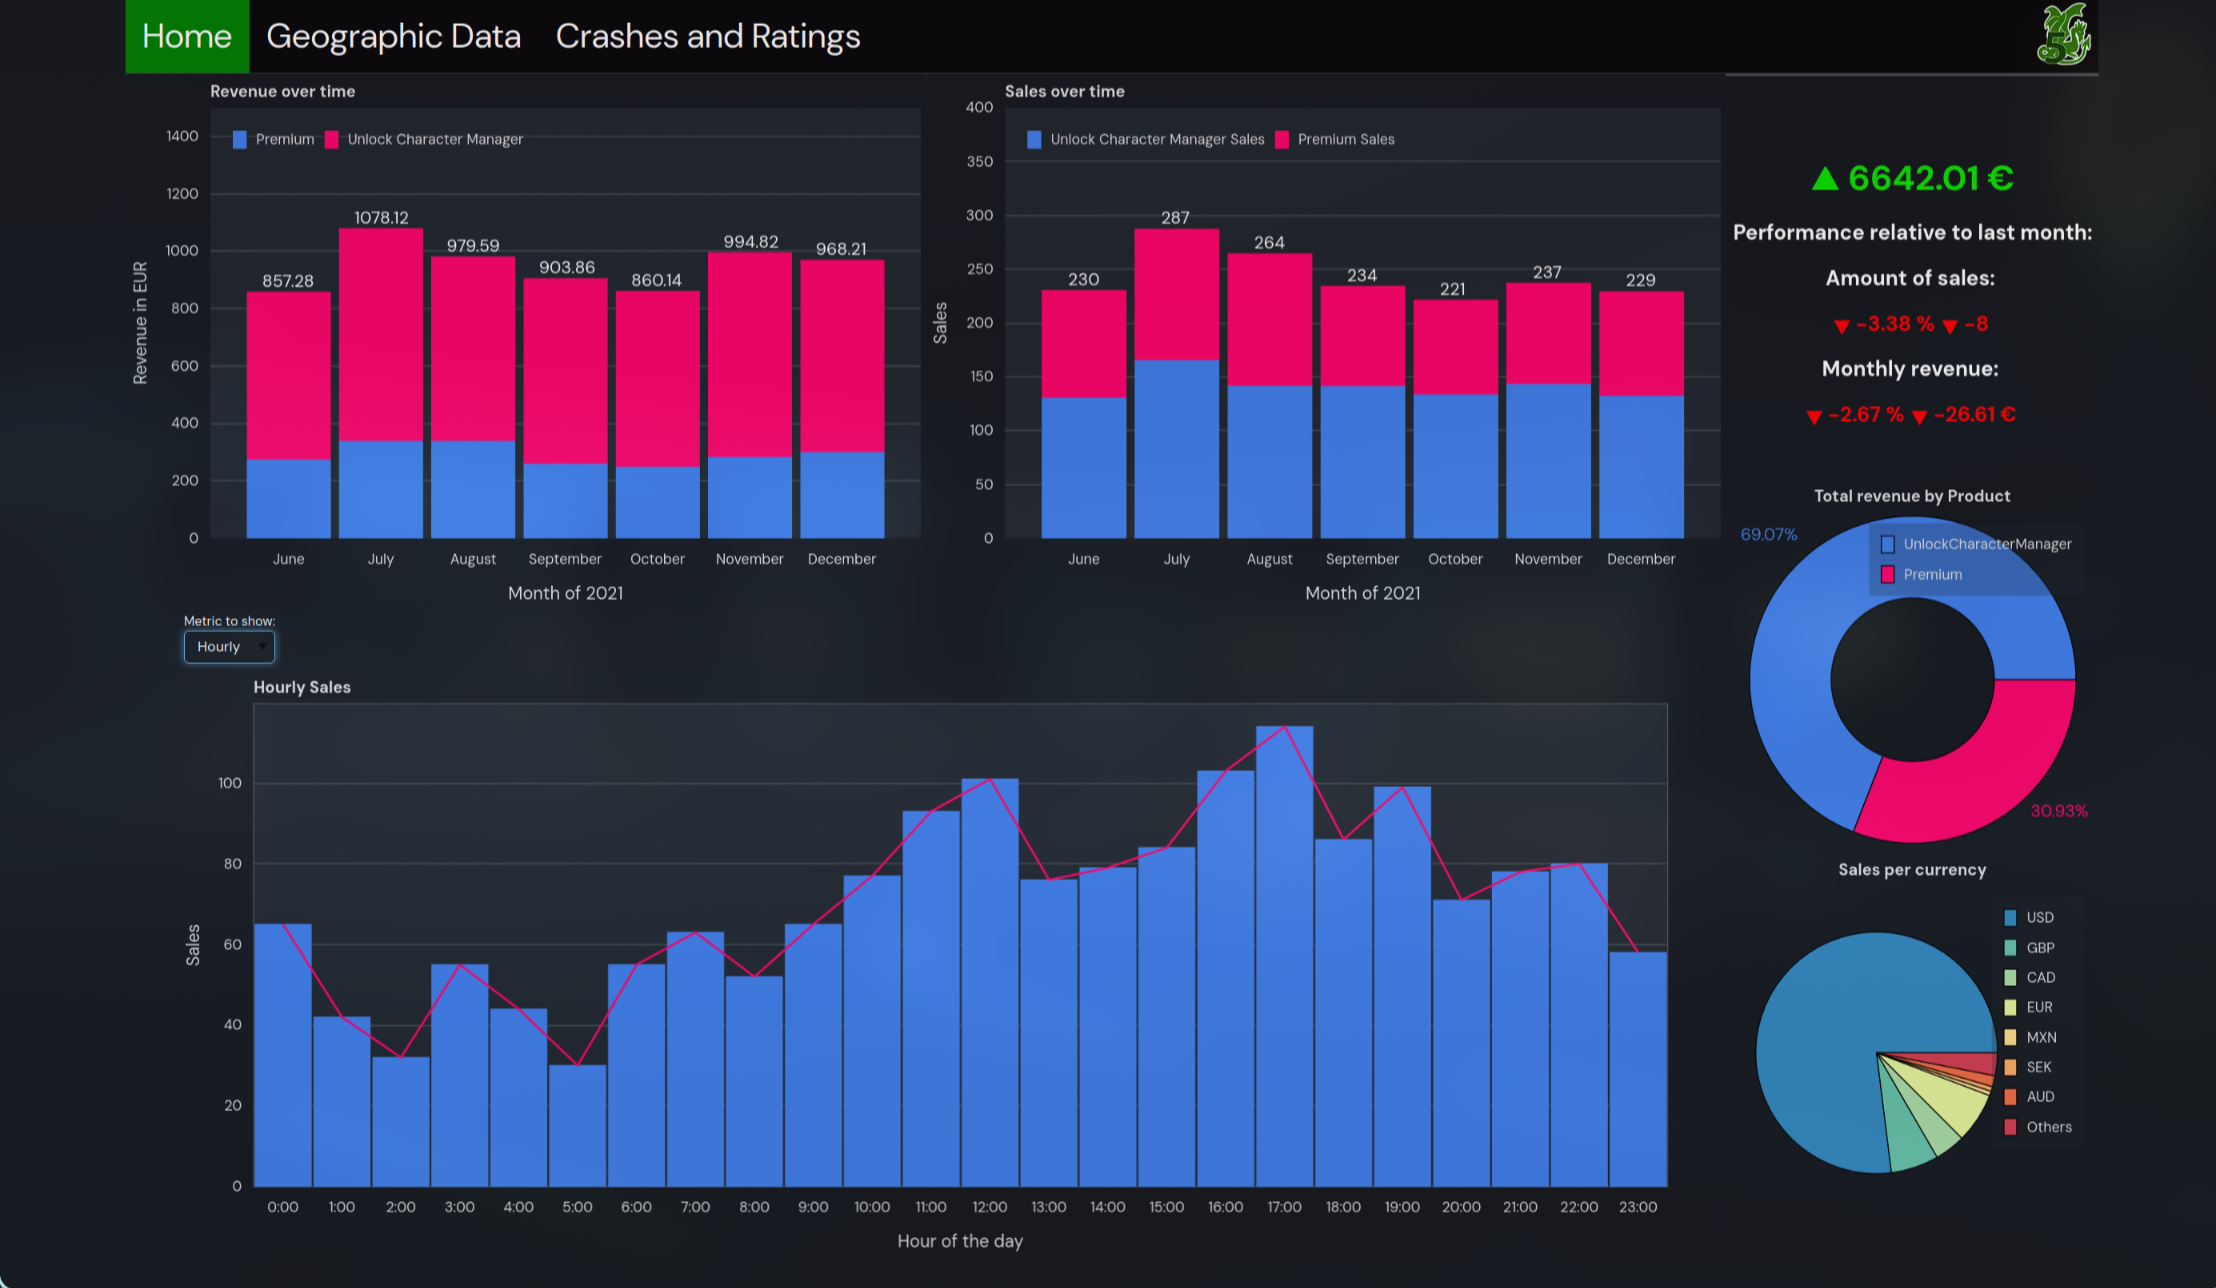 Home Geographic Data Crashes and Ratings
5
Revenue over time
Premium Unlock Character Manager
1400
1200
1000
800
600
400
200
0
Revenue in EUR
857.28
1078.12
979.59
903.86
860.14
994.82
968.21
June July August September October November December
Month of 2021
Sales over time
Unlock Character Manager Sales Premium Sales
400
350
300
250
200
150
100
50
0
Sales
230
287
264
234
221
237
229
June July August September October November December
Month of 2021
▲ 6642.01 €
Performance relative to last month:
Amount of sales:
▼ -3.38 % ▼ -8
Monthly revenue:
▼ -2.67 % ▼ -26.61 €
Total revenue by Product
69.07%
UnlockCharacterManager
Premium
30.93%
Metric to show:
Hourly
Hourly Sales
100
80
60
40
20
0
Sales
0:00 1:00 2:00 3:00 4:00 5:00 6:00 7:00 8:00 9:00 10:00 11:00 12:00 13:00 14:00 15:00 16:00 17:00 18:00 19:00 20:00 21:00 22:00 23:00
Hour of the day
Sales per currency
USD
GBP
CAD
EUR
MXN
SEK
AUD
Others